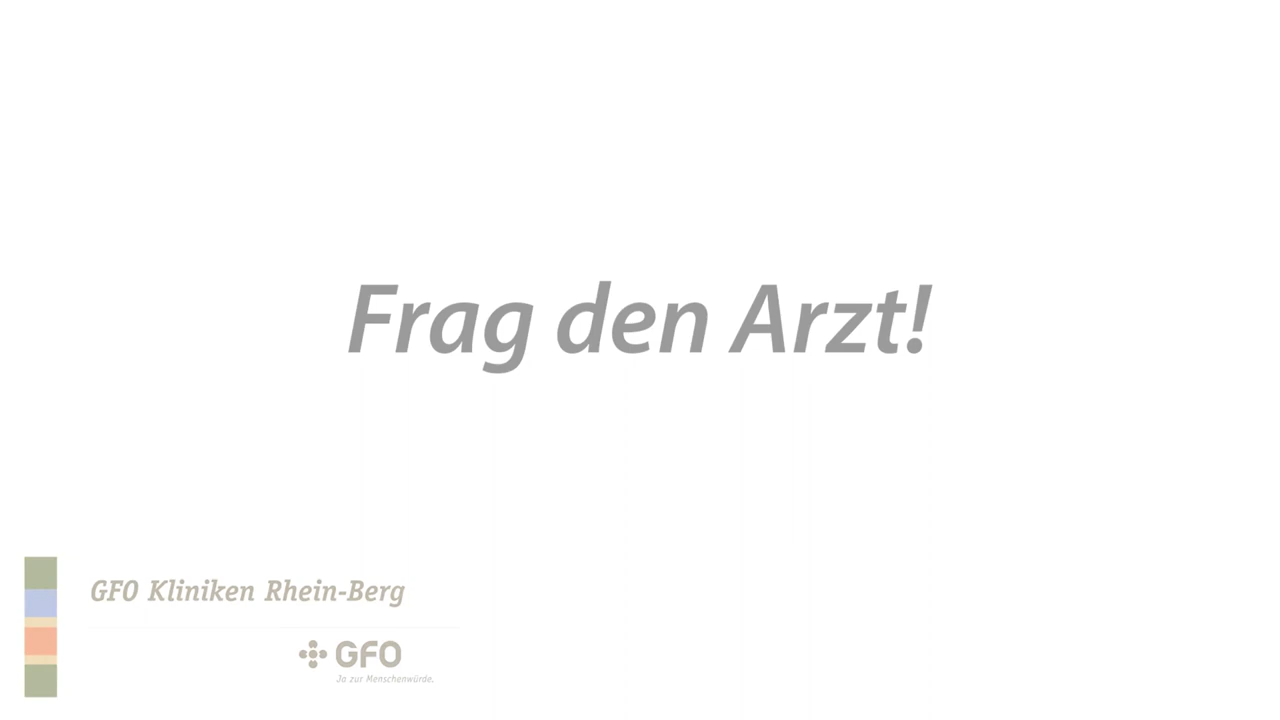 Frag den Arzt!
GFO Kliniken Rhein-Berg
GFO
Ja zur Menschenwürde.